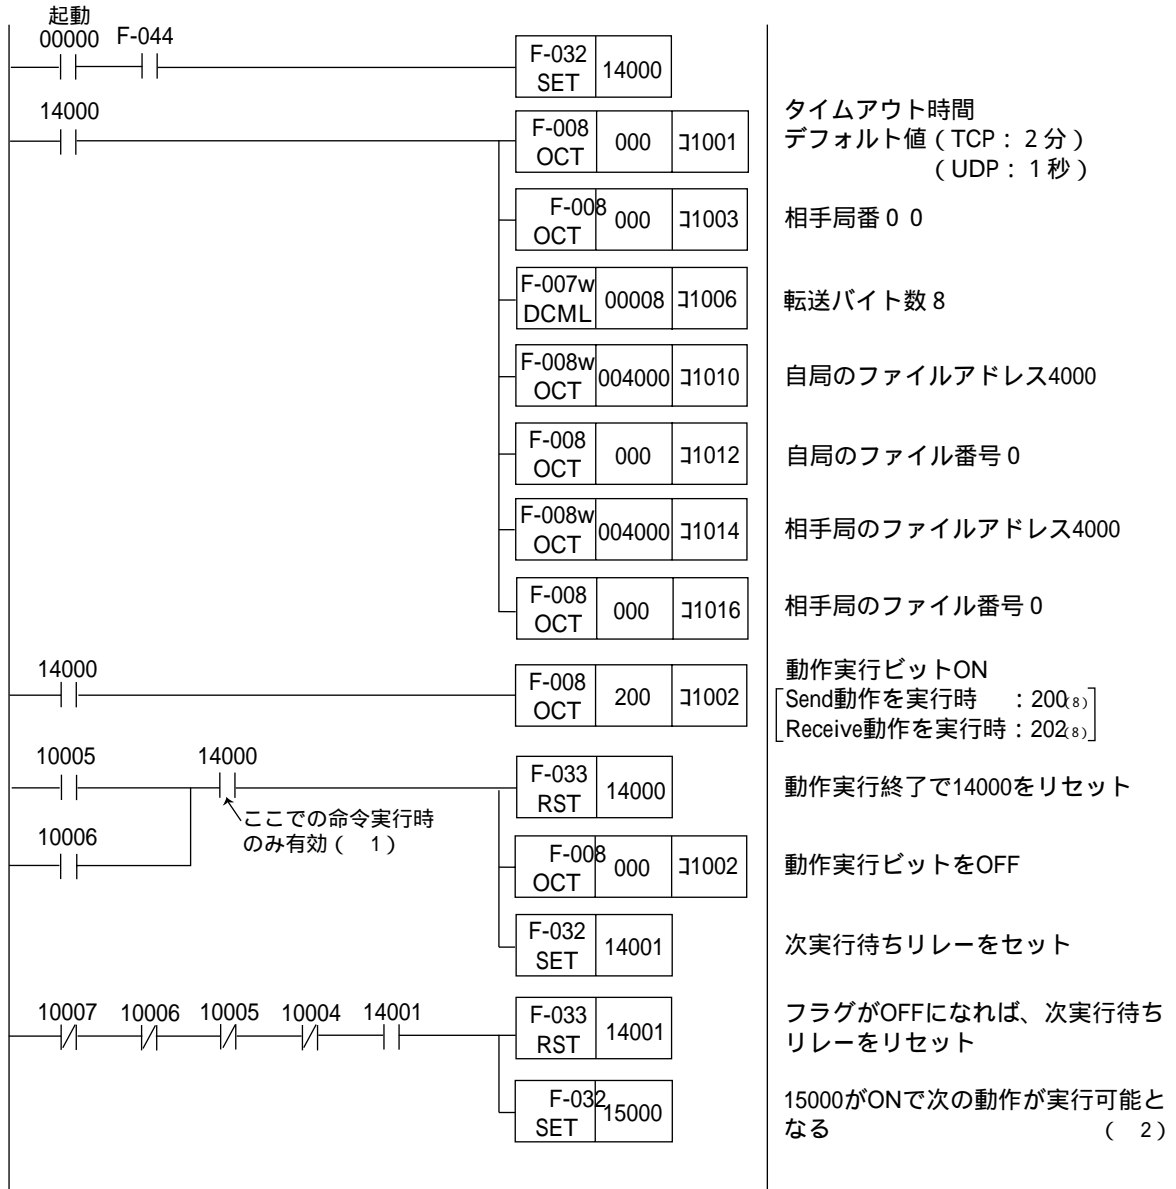 起動
00000 F-044
F-032
SET
14000
14000
F-008
OCT
000
コ1001
タイムアウト時間
デフォルト値（TCP：２分）
（UDP：１秒）
F-008
OCT
000
コ1003
相手局番００
F-007w
DCML
00008
コ1006
転送バイト数８
F-008w
OCT
004000
コ1010
自局のファイルアドレス4000
F-008
OCT
000
コ1012
自局のファイル番号０
F-008w
OCT
004000
コ1014
相手局のファイルアドレス4000
F-008
OCT
000
コ1016
相手局のファイル番号０
14000
F-008
OCT
200
コ1002
動作実行ビットON
Send動作を実行時　：200(8)
Receive動作を実行時：202(8)
10005 14000
F-033
RST
14000
動作実行終了で14000をリセット
ここでの命令実行時
のみ有効（　1）
10006
F-008
OCT
000
コ1002
動作実行ビットをOFF
F-032
SET
14001
次実行待ちリレーをセット
10007 10006 10005 10004 14001
F-033
RST
14001
フラグがOFFになれば、次実行待ち
リレーをリセット
F-032
SET
15000
15000がONで次の動作が実行可能と
なる （　2）